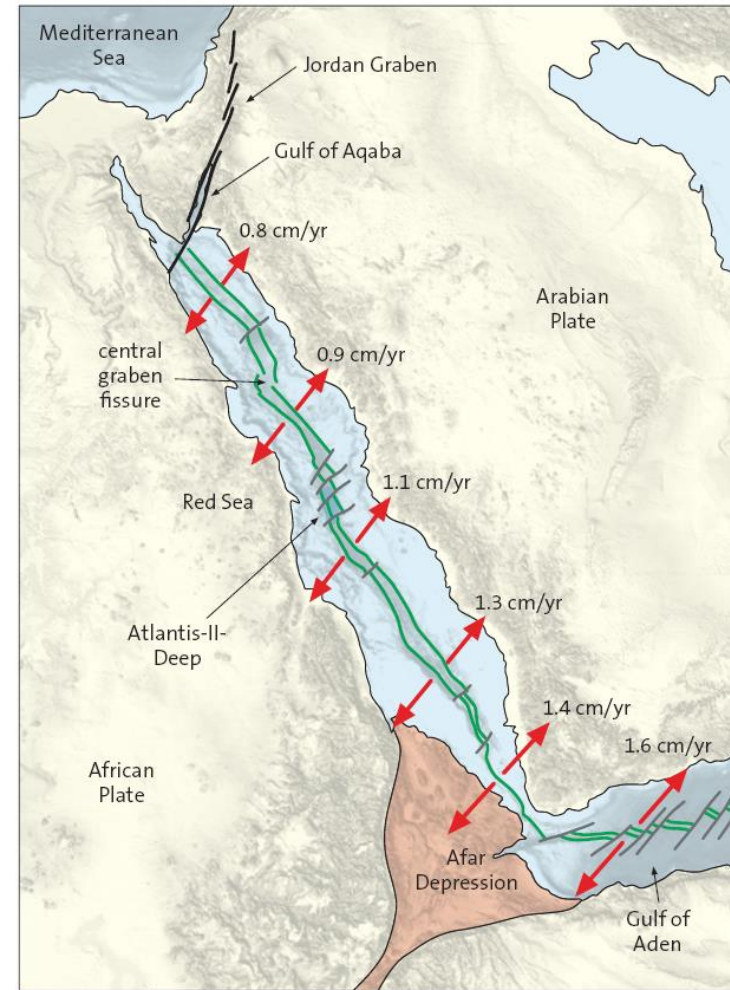 Mediterranean
Sea
Jordan Graben
Gulf of Aqaba
0.8 cm/yr
Arabian
Plate
central
graben
fissure
0.9 cm/yr
Red Sea
1.1 cm/yr
Atlantis-II-
Deep
1.3 cm/yr
1.4 cm/yr
1.6 cm/yr
African
Plate
Afar
Depression
Gulf of
Aden